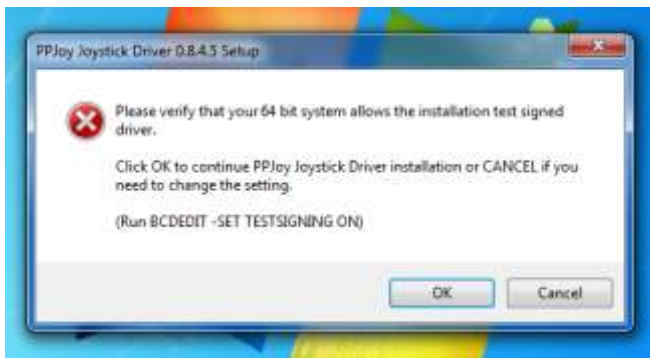 PPJoy Joystick Driver 0.8.4.5 Setup
Please verify that your 64 bit system allows the installation test signed
driver.
Click OK to continue PPJoy Joystick Driver installation or CANCEL if you
need to change the setting.
(Run BCDEDIT -SET TESTSIGNING ON)
OK
Cancel